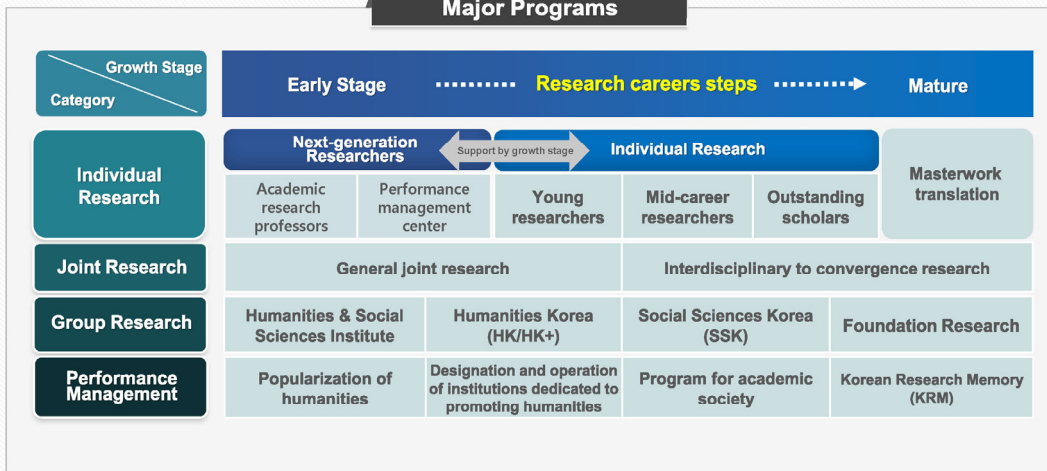 Major Programs
Growth Stage
Category
Early Stage
Research careers steps
Mature
Individual
Research
Next-generation
Researchers
Support by growth stage
Individual Research
Academic
research
professors
Performance
management
center
Young
researchers
Mid-career
researchers
Outstanding
scholars
Masterwork
translation
Joint Research
General joint research
Interdisciplinary to convergence research
Group Research
Humanities & Social
Sciences Institute
Humanities Korea
(HK/HK+)
Social Sciences Korea
(SSK)
Foundation Research
Performance
Management
Popularization of
humanities
Designation and operation
of institutions dedicated to
promoting humanities
Program for academic
society
Korean Research Memory
(KRM)